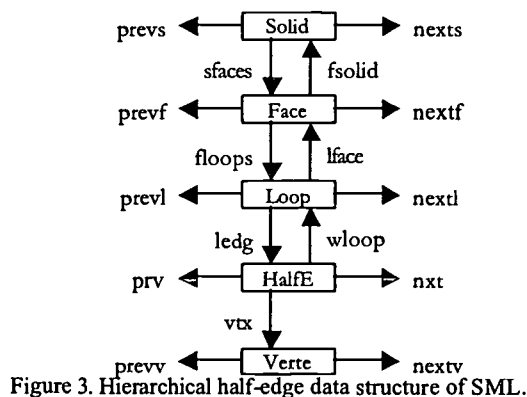 prevs Solid nexts
sfaces fsolid
prevf Face nextf
floops lface
prevl Loop nextl
ledg wloop
prv HalfE nxt
vtx
prevv Verte nextv
Figure 3. Hierarchical half-edge data structure of SML.